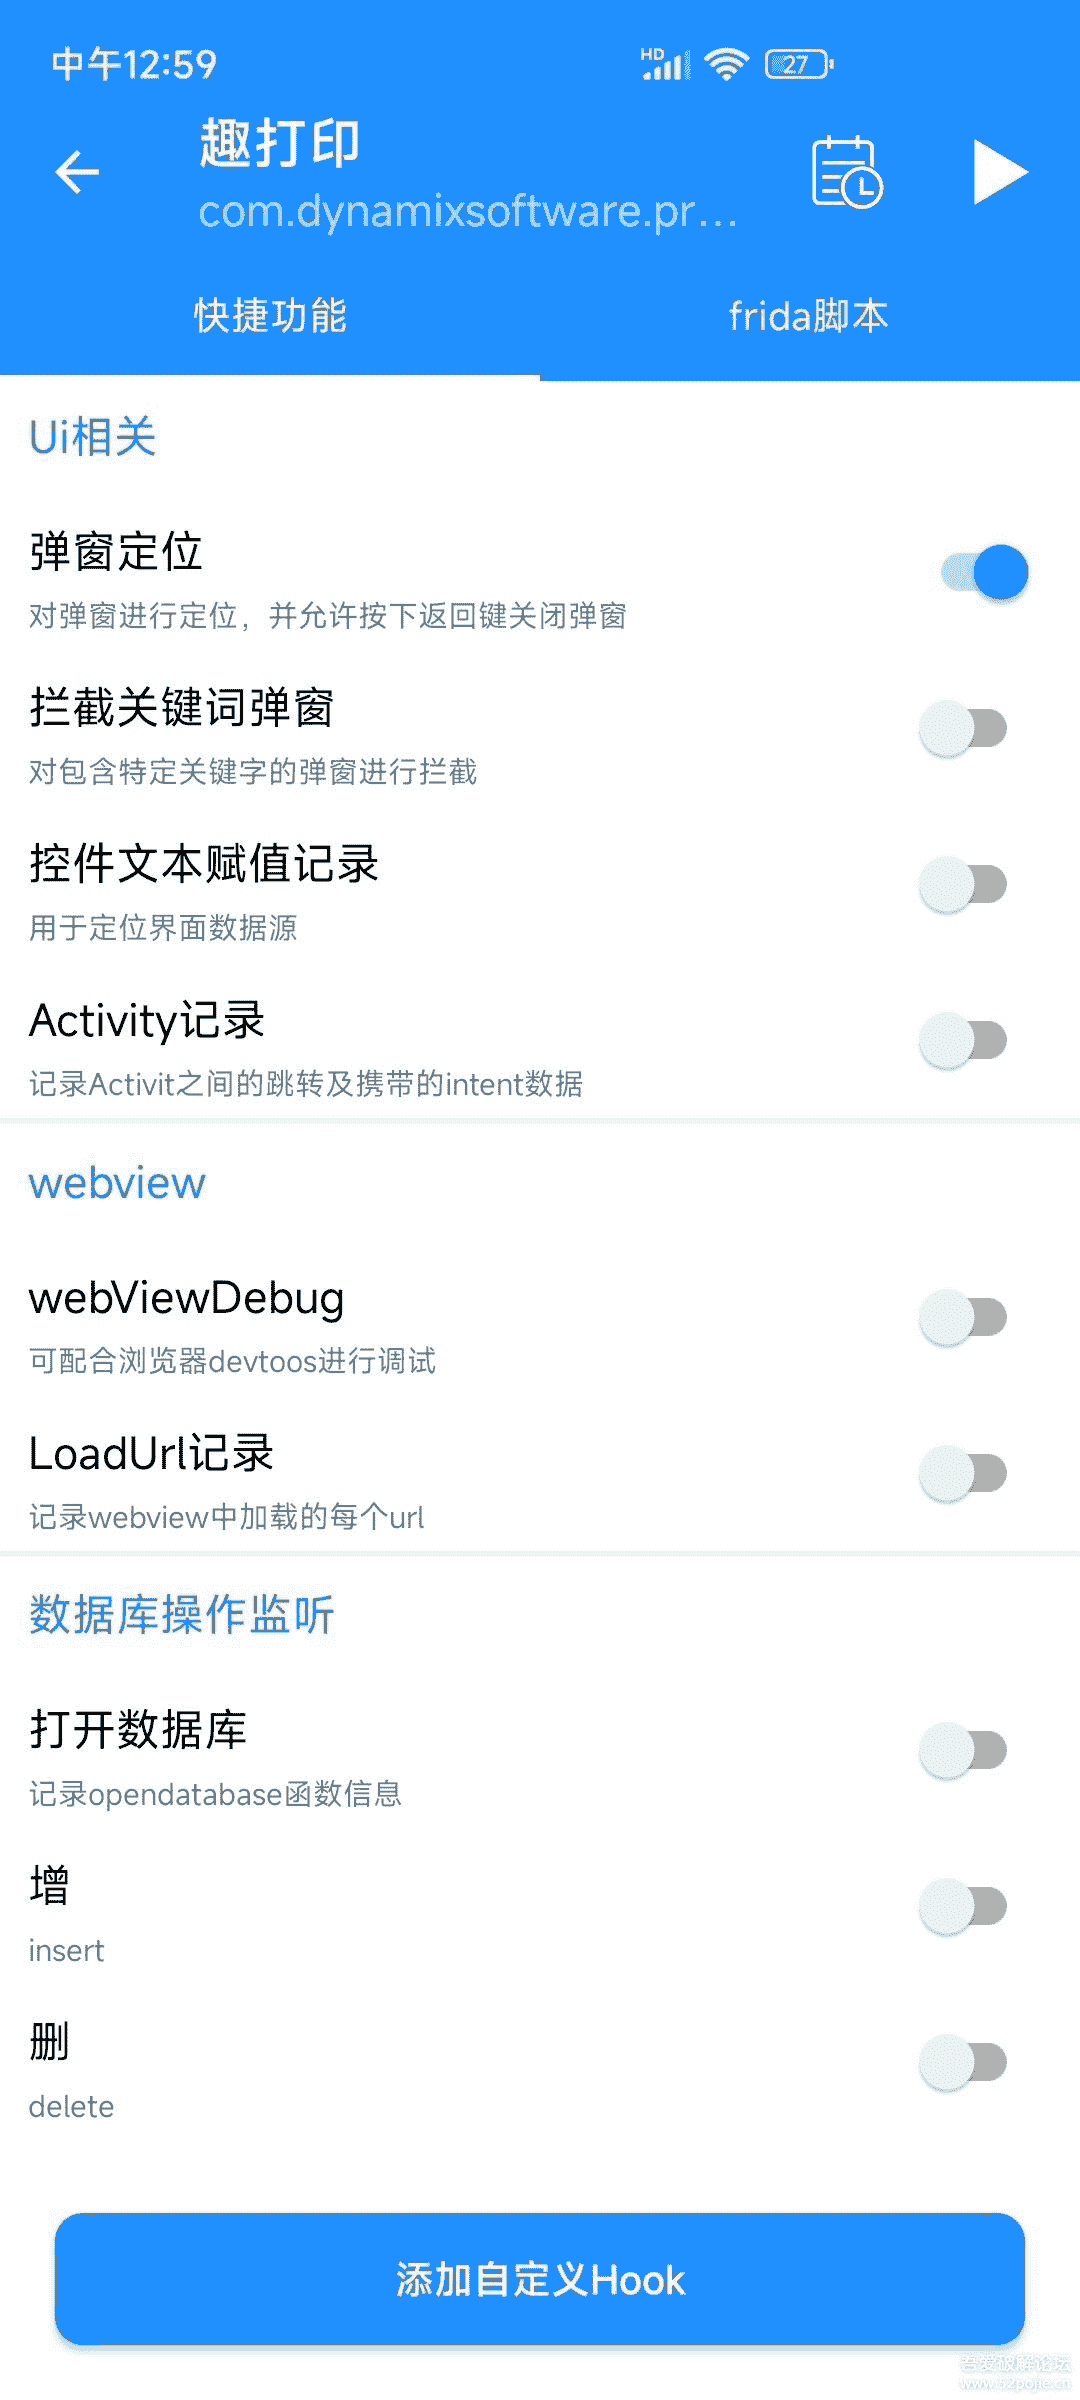 中午12:59
HD
27
趣打印
com.dynamixsoftware.pr...
快捷功能
frida脚本
Ui相关
弹窗定位
对弹窗进行定位，并允许按下返回键关闭弹窗
拦截关键词弹窗
对包含特定关键字的弹窗进行拦截
控件文本赋值记录
用于定位界面数据源
Activity记录
记录Activit之间的跳转及携带的intent数据
webview
webViewDebug
可配合浏览器devtoos进行调试
LoadUrl记录
记录webview中加载的每个url
数据库操作监听
打开数据库
记录opendatabase函数信息
增
insert
删
delete
添加自定义Hook
吾爱破解论坛
www.52pojie.cn